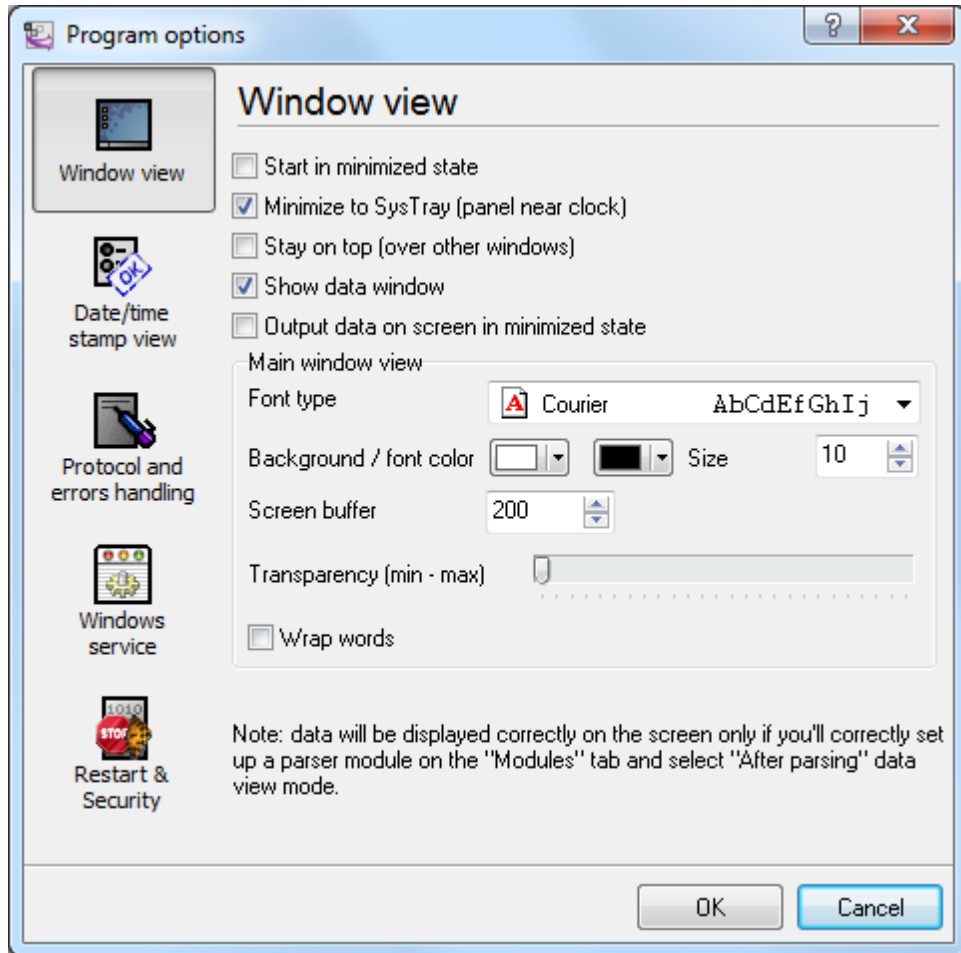 Program options
Window view
Window view
Start in minimized state
Minimize to SysTray (panel near clock)
Stay on top (over other windows)
Date/time
stamp view
Show data window
Output data on screen in minimized state
Main window view
Font type
A Courier AbCdEfGhIj
Protocol and
errors handling
Background / font color
Size 10
Screen buffer 200
Transparency (min - max)
Windows
service
Wrap words
1010
STOP
Restart &
Security
Note: data will be displayed correctly on the screen only if you'll correctly set
up a parser module on the "Modules" tab and select "After parsing" data
view mode.
OK Cancel